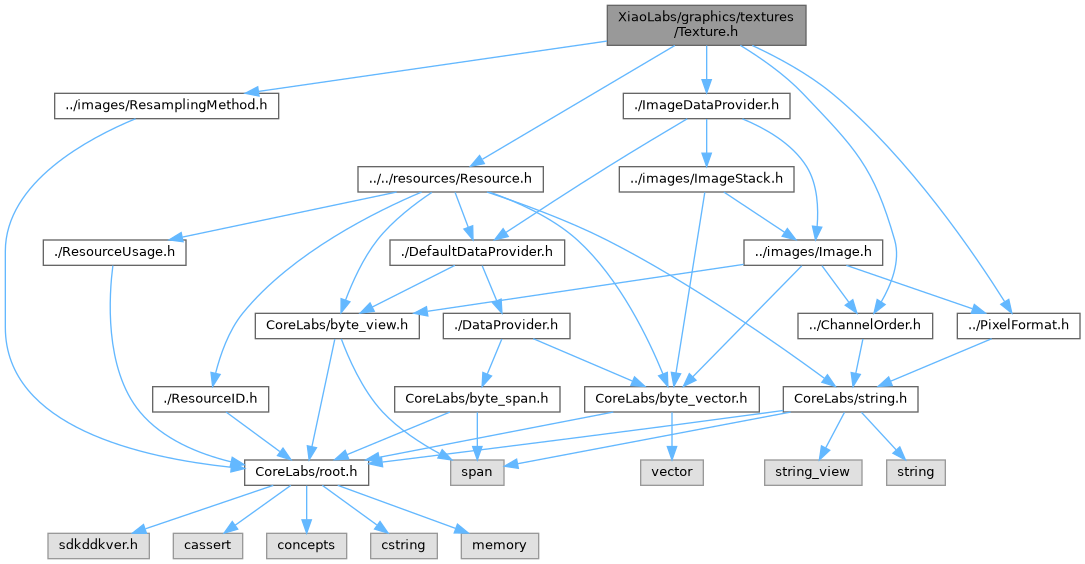 XiaoLabs/graphics/textures
/Texture.h
../images/ResamplingMethod.h
./ImageDataProvider.h
../../resources/Resource.h
../images/ImageStack.h
./ResourceUsage.h
./DefaultDataProvider.h
../images/Image.h
CoreLabs/byte_view.h
./DataProvider.h
../ChannelOrder.h
../PixelFormat.h
./ResourceID.h
CoreLabs/byte_span.h
CoreLabs/byte_vector.h
CoreLabs/string.h
CoreLabs/root.h
span
vector
string_view
string
sdkddkver.h
cassert
concepts
cstring
memory